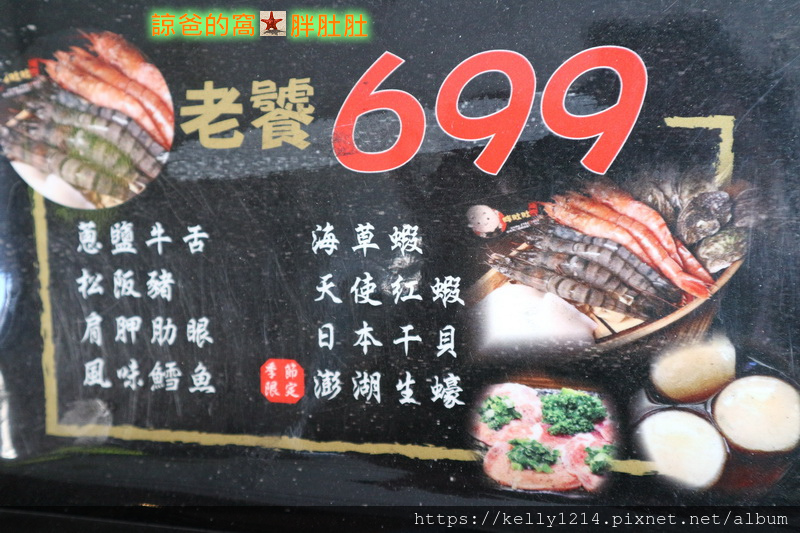 諒爸的窩 胖肚肚
老饕 699
蔥鹽牛舌
松阪豬
肩胛肋眼
風味鱈魚
海草蝦
天使紅蝦
日本干貝
季節限定 澎湖生蠔
https://kelly1214.pixnet.net/album